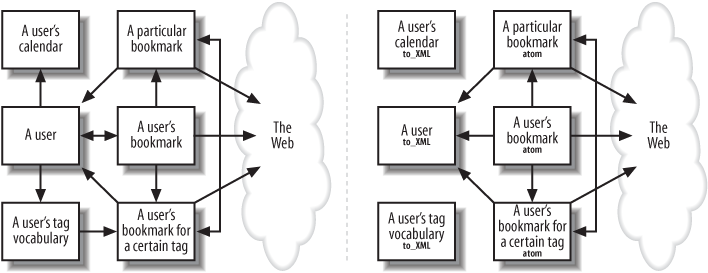 A user's
calendar
A particular
bookmark
A user
A user's
bookmark
The
Web
A user's tag
vocabulary
A user's
bookmark for
a certain tag
A user's
calendar
to_XML
A particular
bookmark
atom
A user
to_XML
A user's
bookmark
atom
The
Web
A user's tag
vocabulary
to_XML
A user's
bookmark for
a certain tag
atom